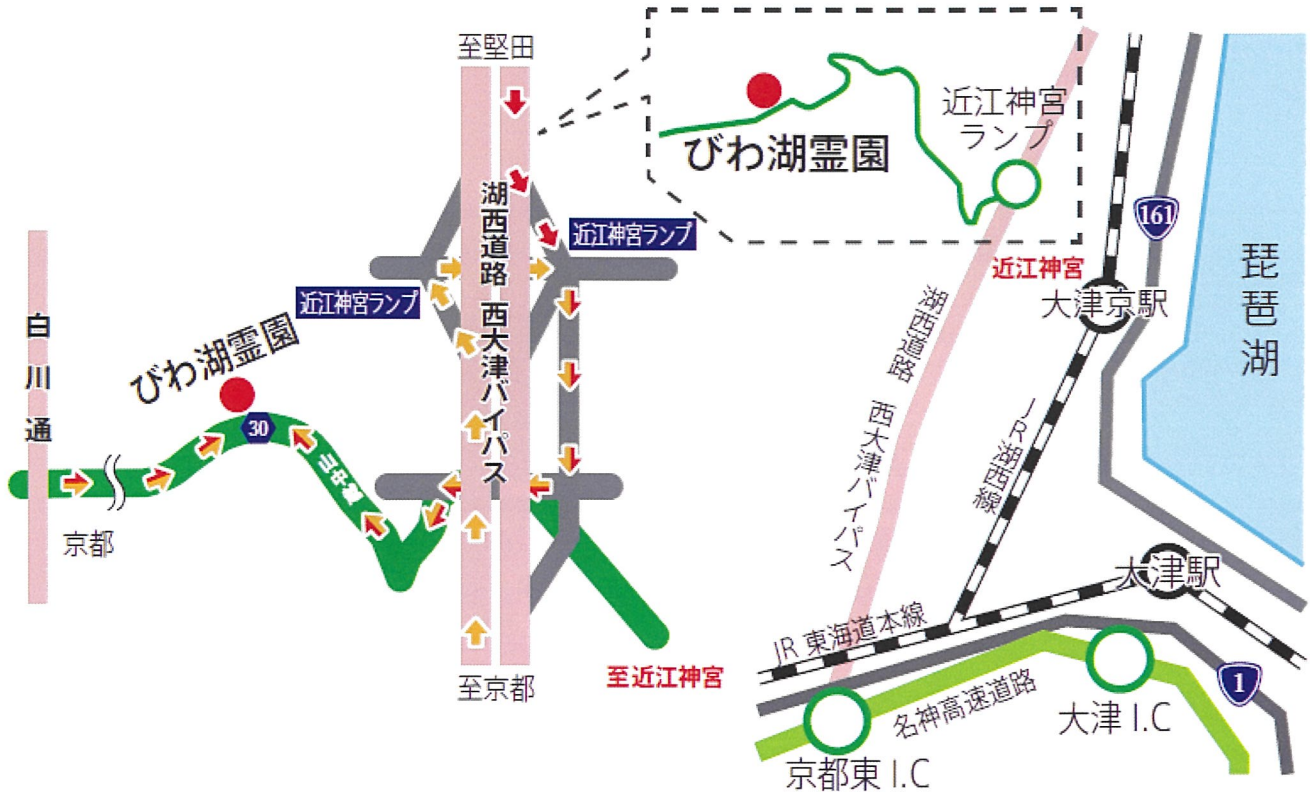 至堅田
近江神宮
ランプ
びわ湖霊園
161
近江神宮ランプ
湖西道路 西大津バイパス
近江神宮
大津京駅
琵琶湖
近江神宮ランプ
湖西道路 西大津バイパス
白川通
びわ湖霊園
30
JR湖西線
京都
大津駅
JR東海道本線
至京都
至近江神宮
1
名神高速道路
大津I.C
京都東I.C